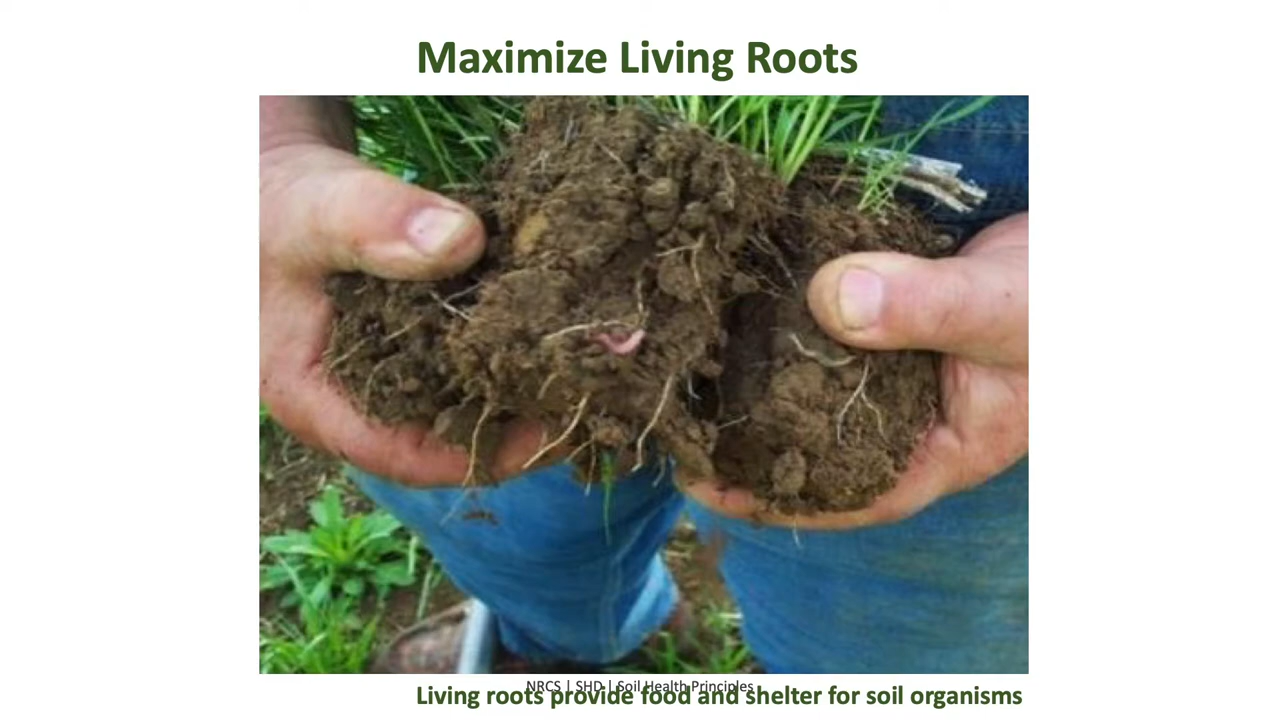 Maximize Living Roots
NRCS | SHD | Soil Health Principles
Living roots provide food and shelter for soil organisms